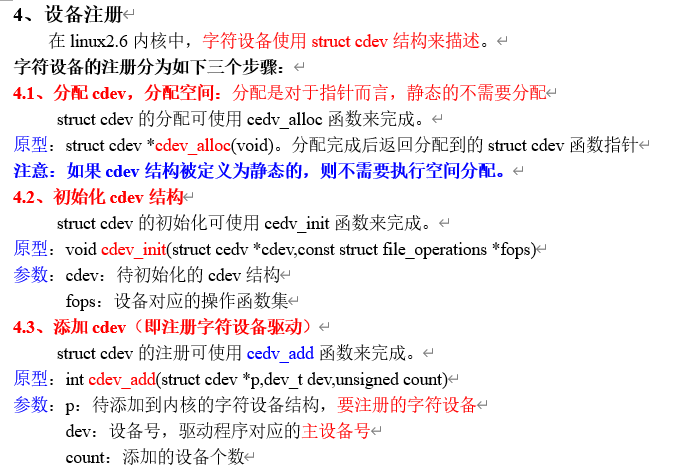 4、设备注册
在 linux2.6 内核中，字符设备使用 struct cdev 结构来描述。
字符设备的注册分为如下三个步骤：
4.1、分配 cdev，分配空间：分配是对于指针而言，静态的不需要分配
struct cdev 的分配可使用 cedv_alloc 函数来完成。
原型：struct cdev *cdev_alloc(void)。分配完成后返回分配到的 struct cdev 函数指针
注意：如果 cdev 结构被定义为静态的，则不需要执行空间分配。
4.2、初始化 cdev 结构
struct cdev 的初始化可使用 cedv_init 函数来完成。
原型：void cdev_init(struct cedv *cdev,const struct file_operations *fops)
参数：cdev：待初始化的 cdev 结构
fops：设备对应的操作函数集
4.3、添加 cdev（即注册字符设备驱动）
struct cdev 的注册可使用 cedv_add 函数来完成。
原型：int cdev_add(struct cdev *p,dev_t dev,unsigned count)
参数：p：待添加到内核的字符设备结构，要注册的字符设备
dev：设备号，驱动程序对应的主设备号
count：添加的设备个数